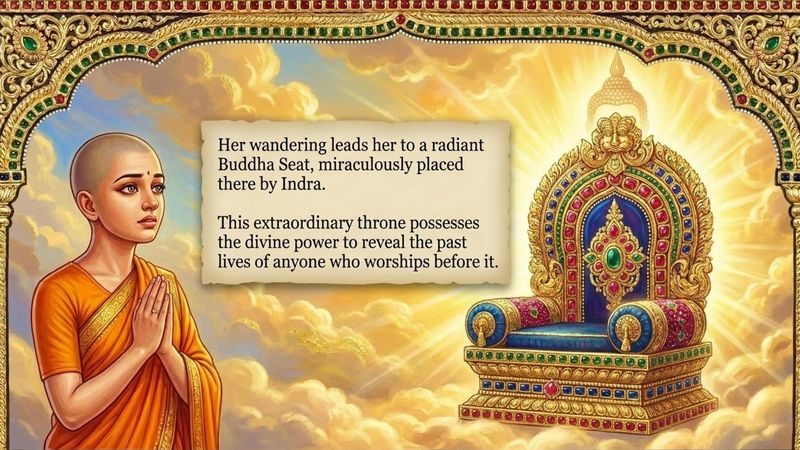 Her wandering leads her to a radiant
Buddha Seat, miraculously placed
there by Indra.
This extraordinary throne possesses
the divine power to reveal the past
lives of anyone who worships before it.